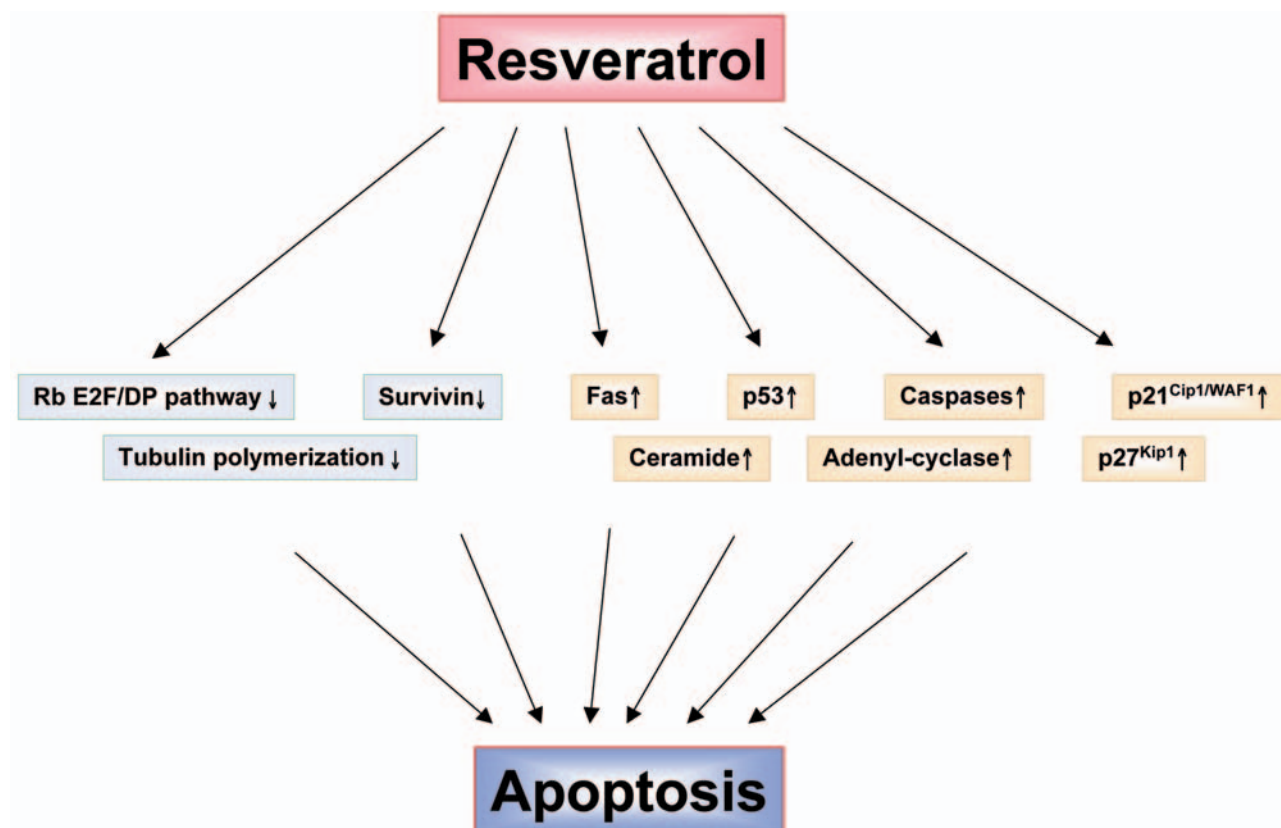 Resveratrol
Rb E2F/DP pathway ↓
Survivin↓
Fas↑
p53↑
Caspases↑
p21Cip1/WAF1↑
Tubulin polymerization ↓
Ceramide↑
Adenyl-cyclase↑
p27Kip1↑
Apoptosis